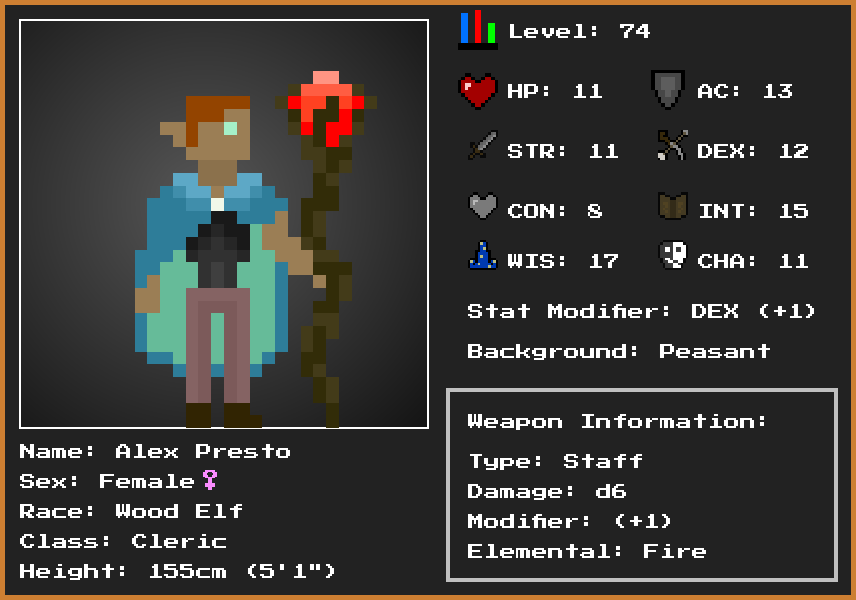 Level: 74
HP: 11
AC: 13
STR: 11
DEX: 12
CON: 8
INT: 15
WIS: 17
CHA: 11
Stat Modifier: DEX (+1)
Background: Peasant
Weapon Information:
Type: Staff
Damage: d6
Modifier: (+1)
Elemental: Fire
Name: Alex Presto
Sex: Female♀
Race: Wood Elf
Class: Cleric
Height: 155cm (5'1")